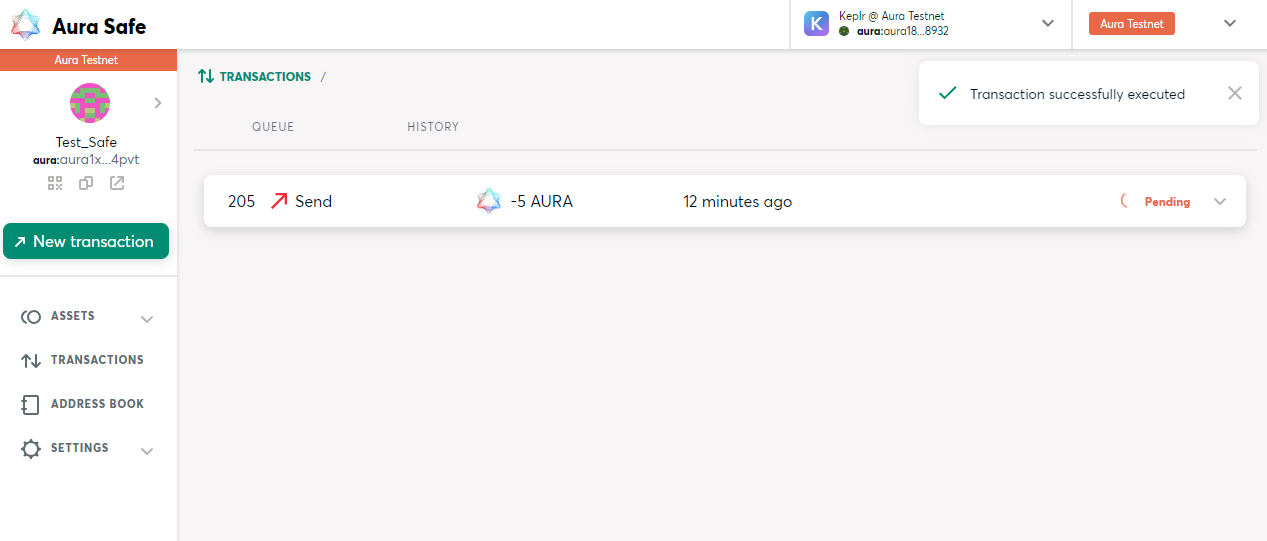 Aura Safe
K
Keplr @ Aura Testnet
aura:aura18...8932
Aura Testnet
Aura Testnet
Test_Safe
aura:aura1x...4pvt
New transaction
ASSETS
TRANSACTIONS
ADDRESS BOOK
SETTINGS
TRANSACTIONS /
Transaction successfully executed
QUEUE HISTORY
205 Send -5 AURA 12 minutes ago Pending